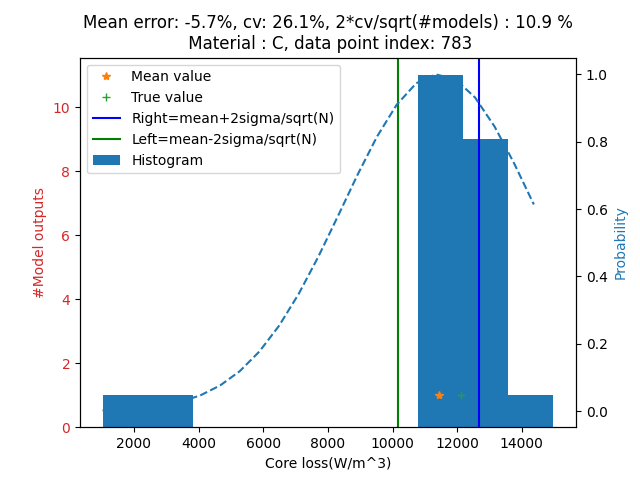 Mean error: -5.7%, cv: 26.1%, 2*cv/sqrt(#models) : 10.9 %
Material : C, data point index: 783
Mean value
True value
Right=mean+2sigma/sqrt(N)
Left=mean-2sigma/sqrt(N)
Histogram
#Model outputs
0
2
4
6
8
10
Probability
0.0
0.2
0.4
0.6
0.8
1.0
2000 4000 6000 8000 10000 12000 14000
Core loss(W/m^3)